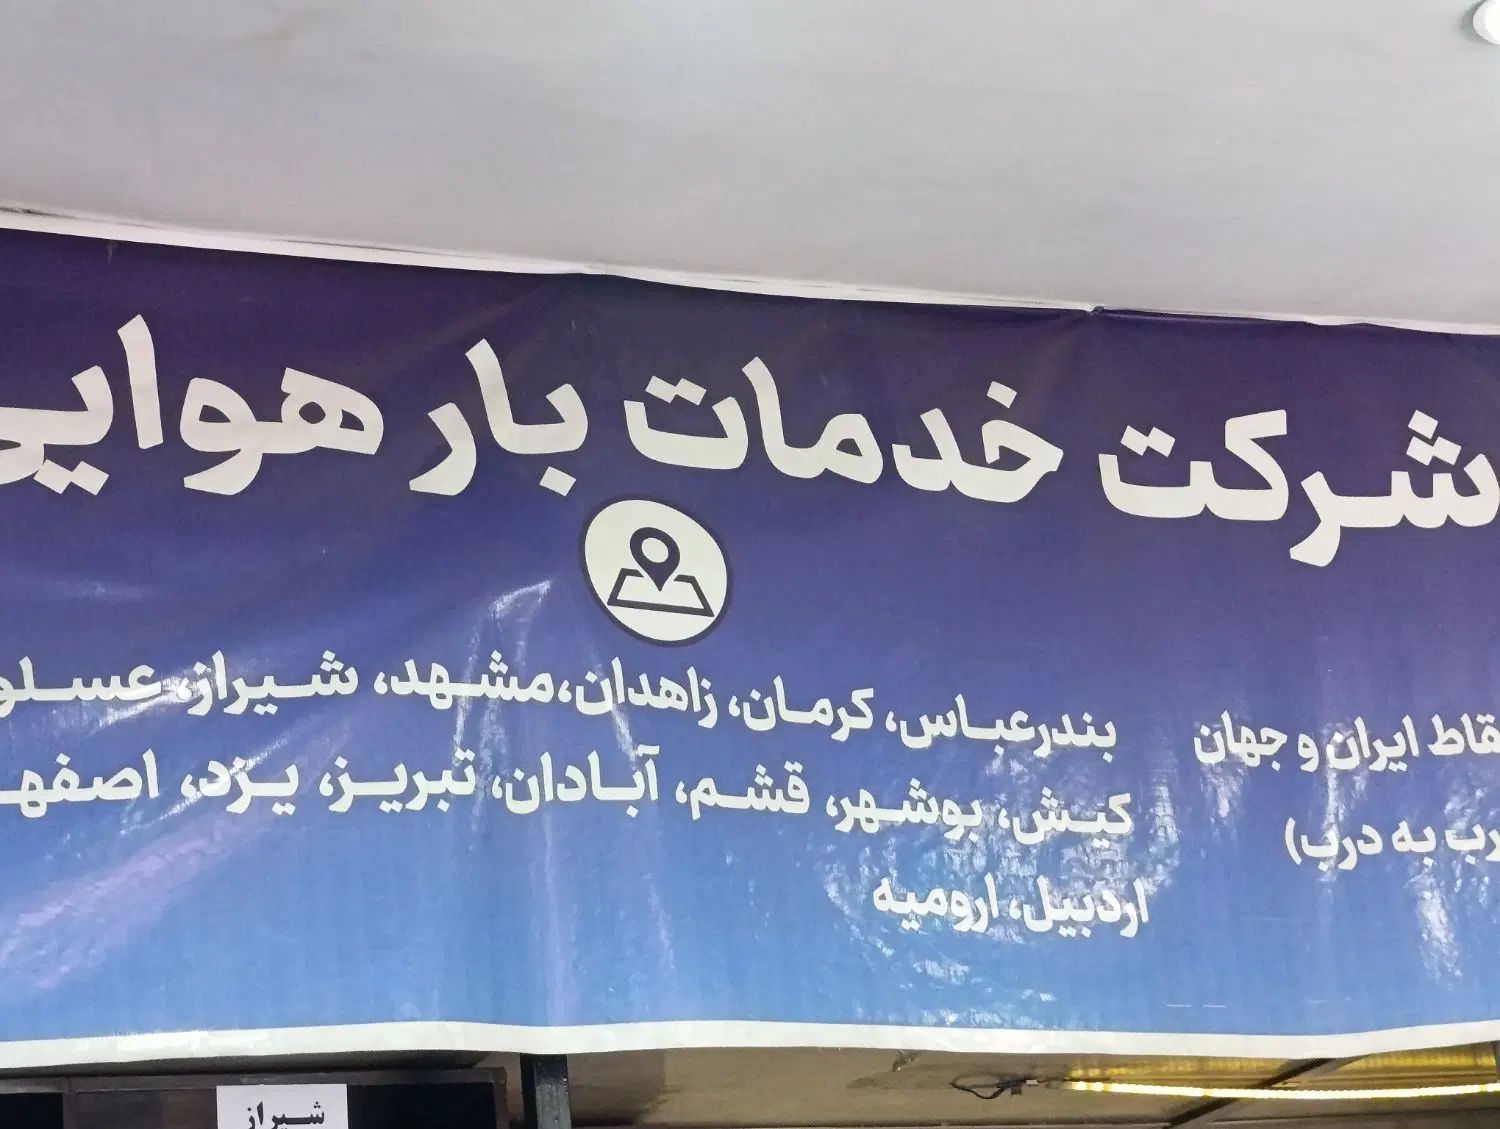 شرکت خدمات بار هوایی
ایران و جهان
به درب)
بندرعباس، کرمان، زاهدان،مشهد، شیراز،
کیش، بوشهر، قشم، آبادان، تبریز، یزد،
اردبیل، ارومیه
شیراز